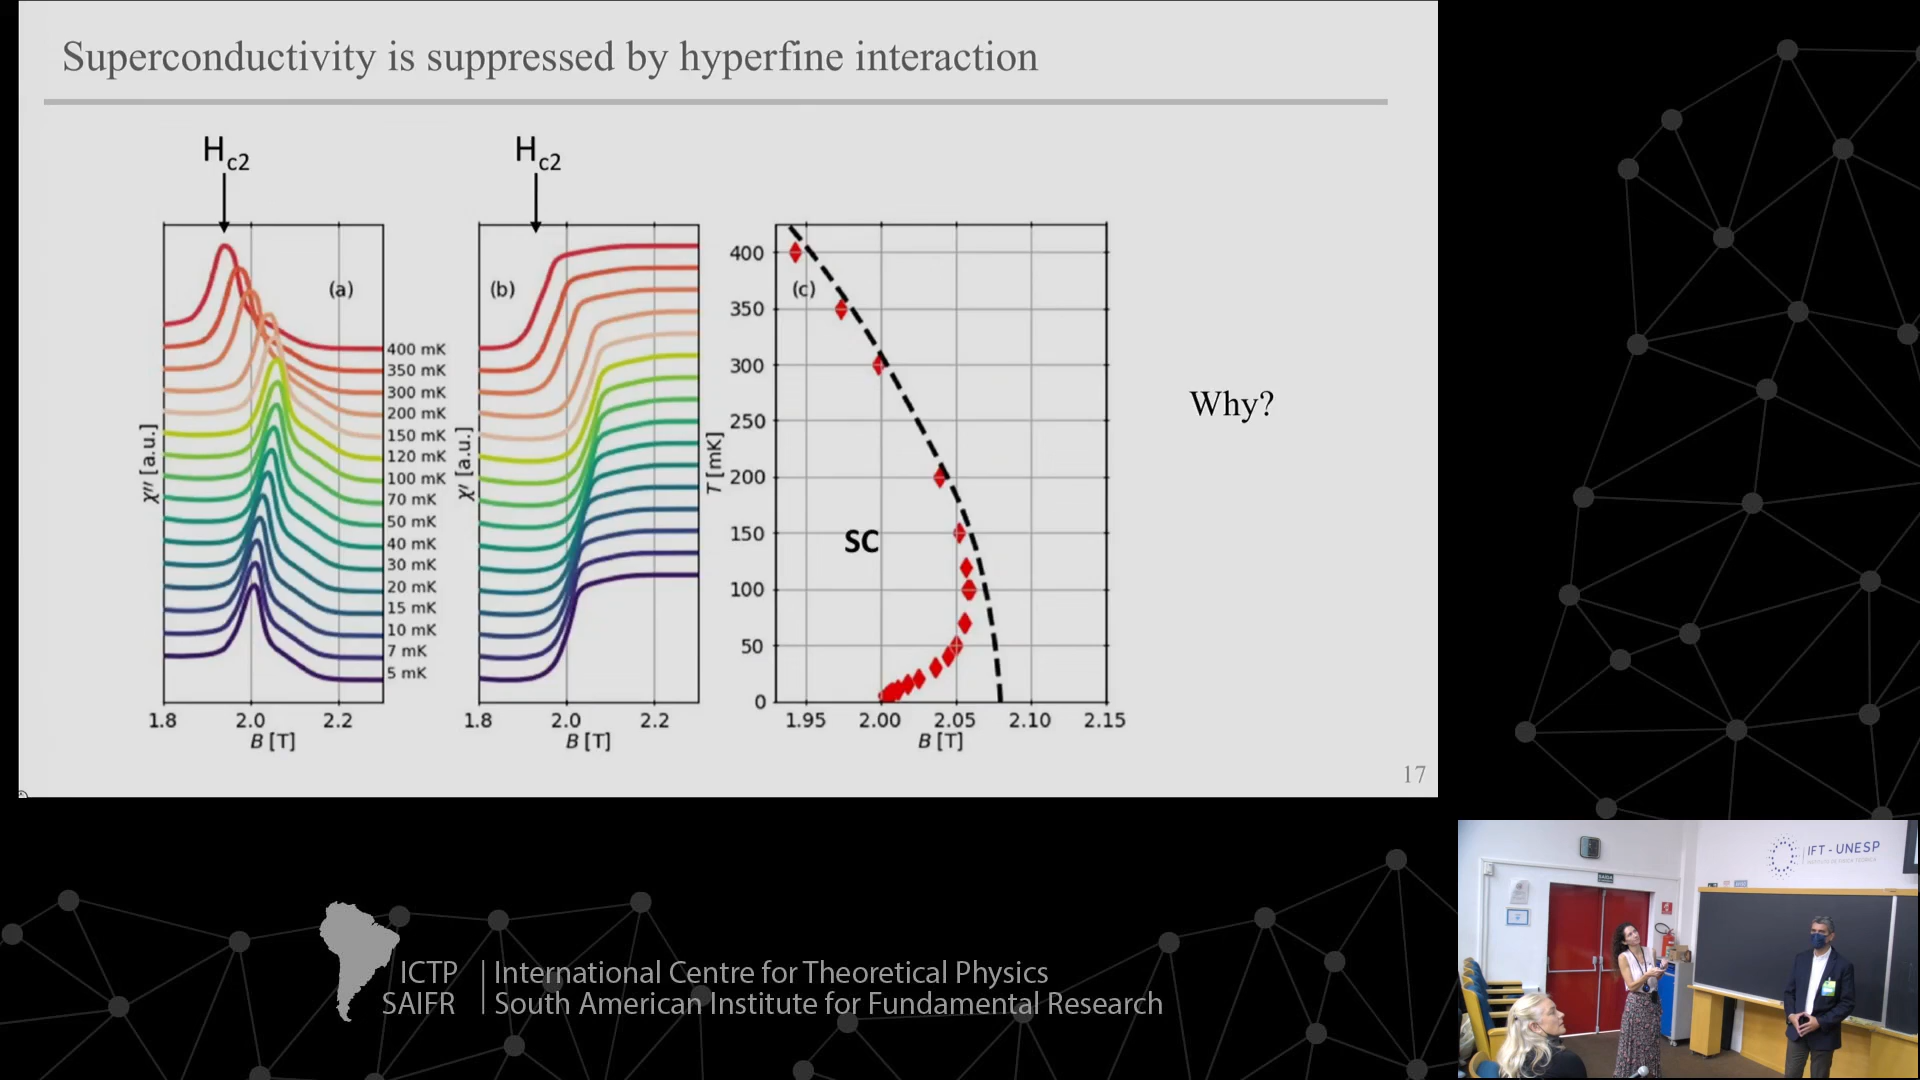 Superconductivity is suppressed by hyperfine interaction
Hc2
Hc2
(a)
(b)
(c)
400 mK
350 mK
300 mK
200 mK
150 mK
120 mK
100 mK
70 mK
50 mK
40 mK
30 mK
20 mK
15 mK
10 mK
7 mK
5 mK
χ'' [a.u.]
1.8 2.0 2.2
B [T]
χ' [a.u.]
1.8 2.0 2.2
B [T]
T [mK]
400
350
300
250
200
150
100
50
0
SC
1.95 2.00 2.05 2.10 2.15
B [T]
Why?
17
IFT - UNESP
ICTP
SAIFR
International Centre for Theoretical Physics
South American Institute for Fundamental Research